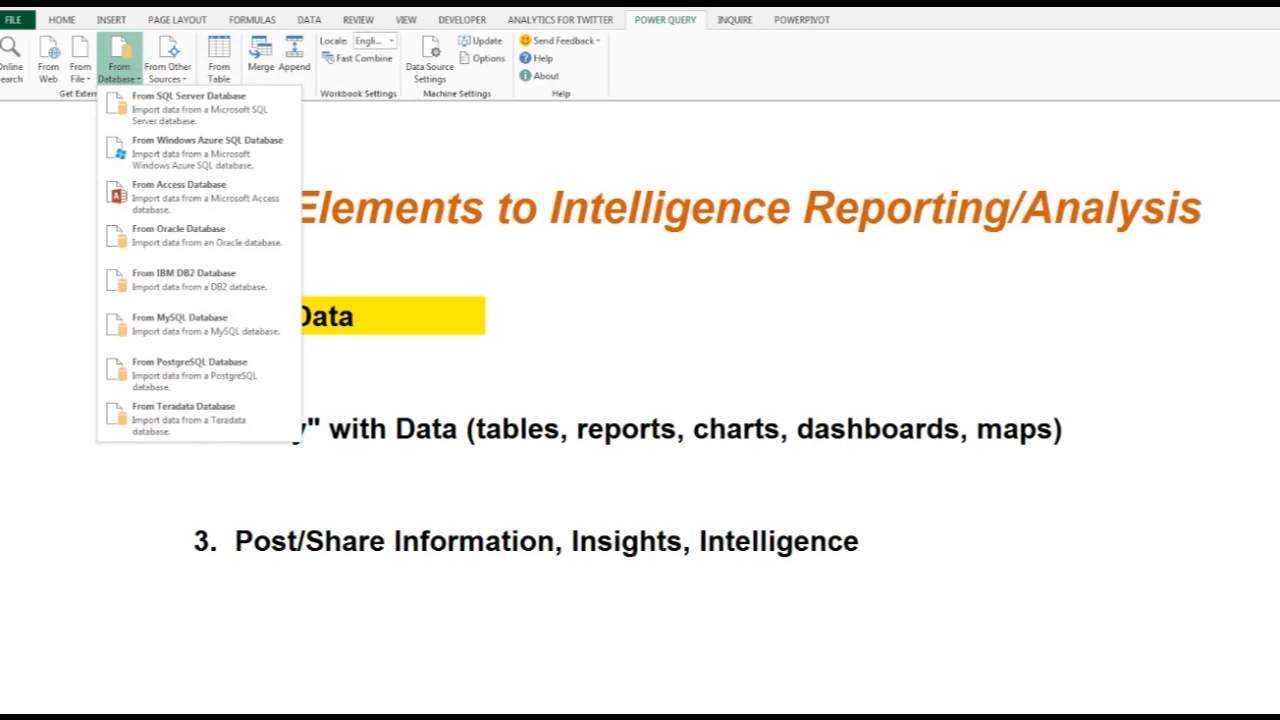 FILE HOME INSERT PAGE LAYOUT FORMULAS DATA REVIEW VIEW DEVELOPER ANALYTICS FOR TWITTER POWER QUERY INQUIRE POWERPIVOT
Online
earch
From
Web
From
File
From
Database
From Other
Sources
From
Table
Merge
Append
Locale: Engli...
Fast Combine
Data Source
Settings
Update
Options
Send Feedback
Help
About
Get Extern
Workbook Settings
Machine Settings
Help
From SQL Server Database
Import data from a Microsoft SQL
Server database.
From Windows Azure SQL Database
Import data from a Microsoft
Windows Azure SQL database.
From Access Database
Import data from a Microsoft Access
database.
From Oracle Database
Import data from an Oracle database.
From IBM DB2 Database
Import data from a DB2 database.
From MySQL Database
Import data from a MySQL database.
From PostgreSQL Database
Import data from a PostgreSQL
database.
From Teradata Database
Import data from a Teradata
database.
Elements to Intelligence Reporting/Analysis
Data
y" with Data (tables, reports, charts, dashboards, maps)
3. Post/Share Information, Insights, Intelligence